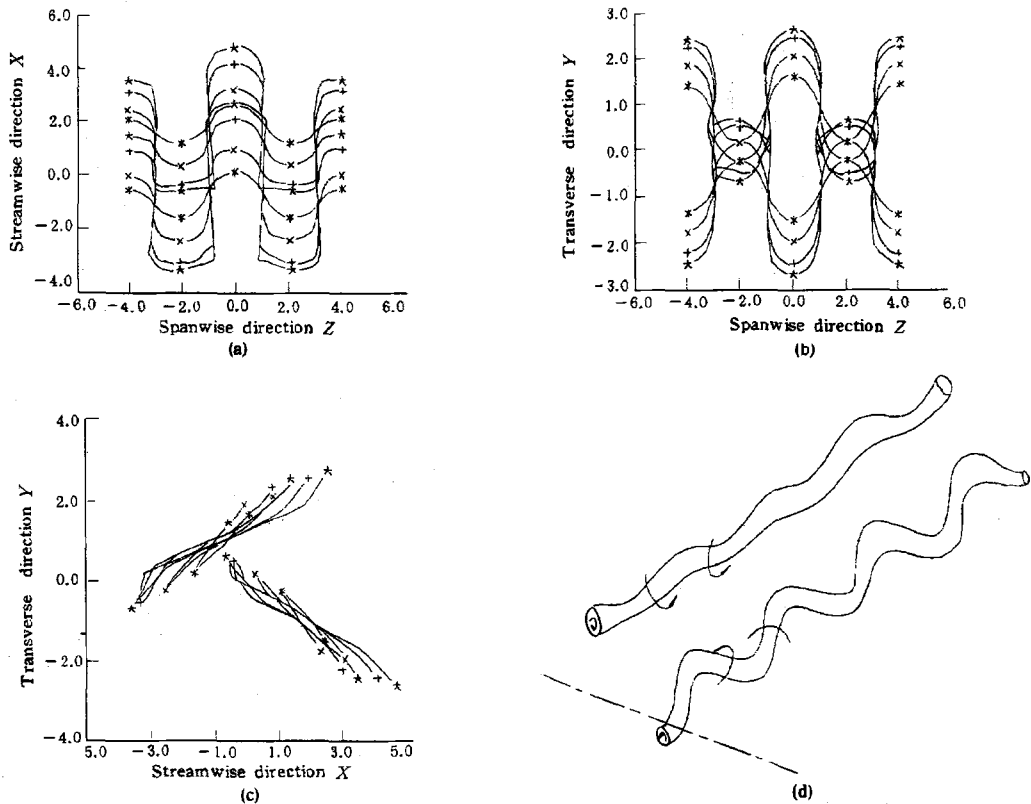 6.0
4.0
2.0
0.0
−2.0
−4.0
Streamwise direction X
−6.0 −4.0 −2.0 0.0 2.0 4.0 6.0
Spanwise direction Z
(a)
3.0
2.0
1.0
0.0
−1.0
−2.0
−3.0
Transverse direction Y
−6.0 −4.0 −2.0 0.0 2.0 4.0 6.0
Spanwise direction Z
(b)
4.0
2.0
0.0
−2.0
−4.0
Transverse direction Y
5.0 −3.0 −1.0 1.0 3.0 5.0
Streamwise direction X
(c)
(d)